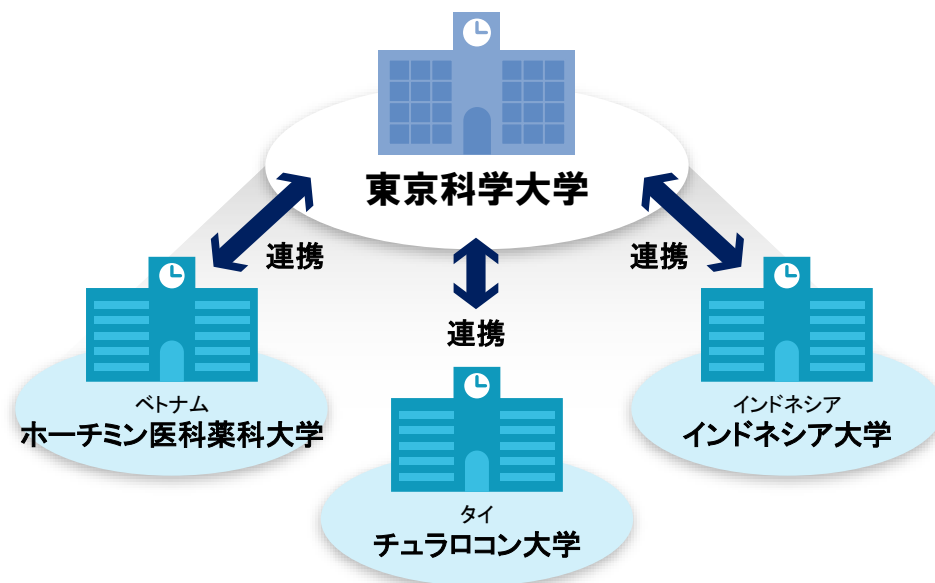 東京科学大学
連携
連携
連携
ベトナム
ホーチミン医科薬科大学
インドネシア
インドネシア大学
タイ
チュラロコン大学